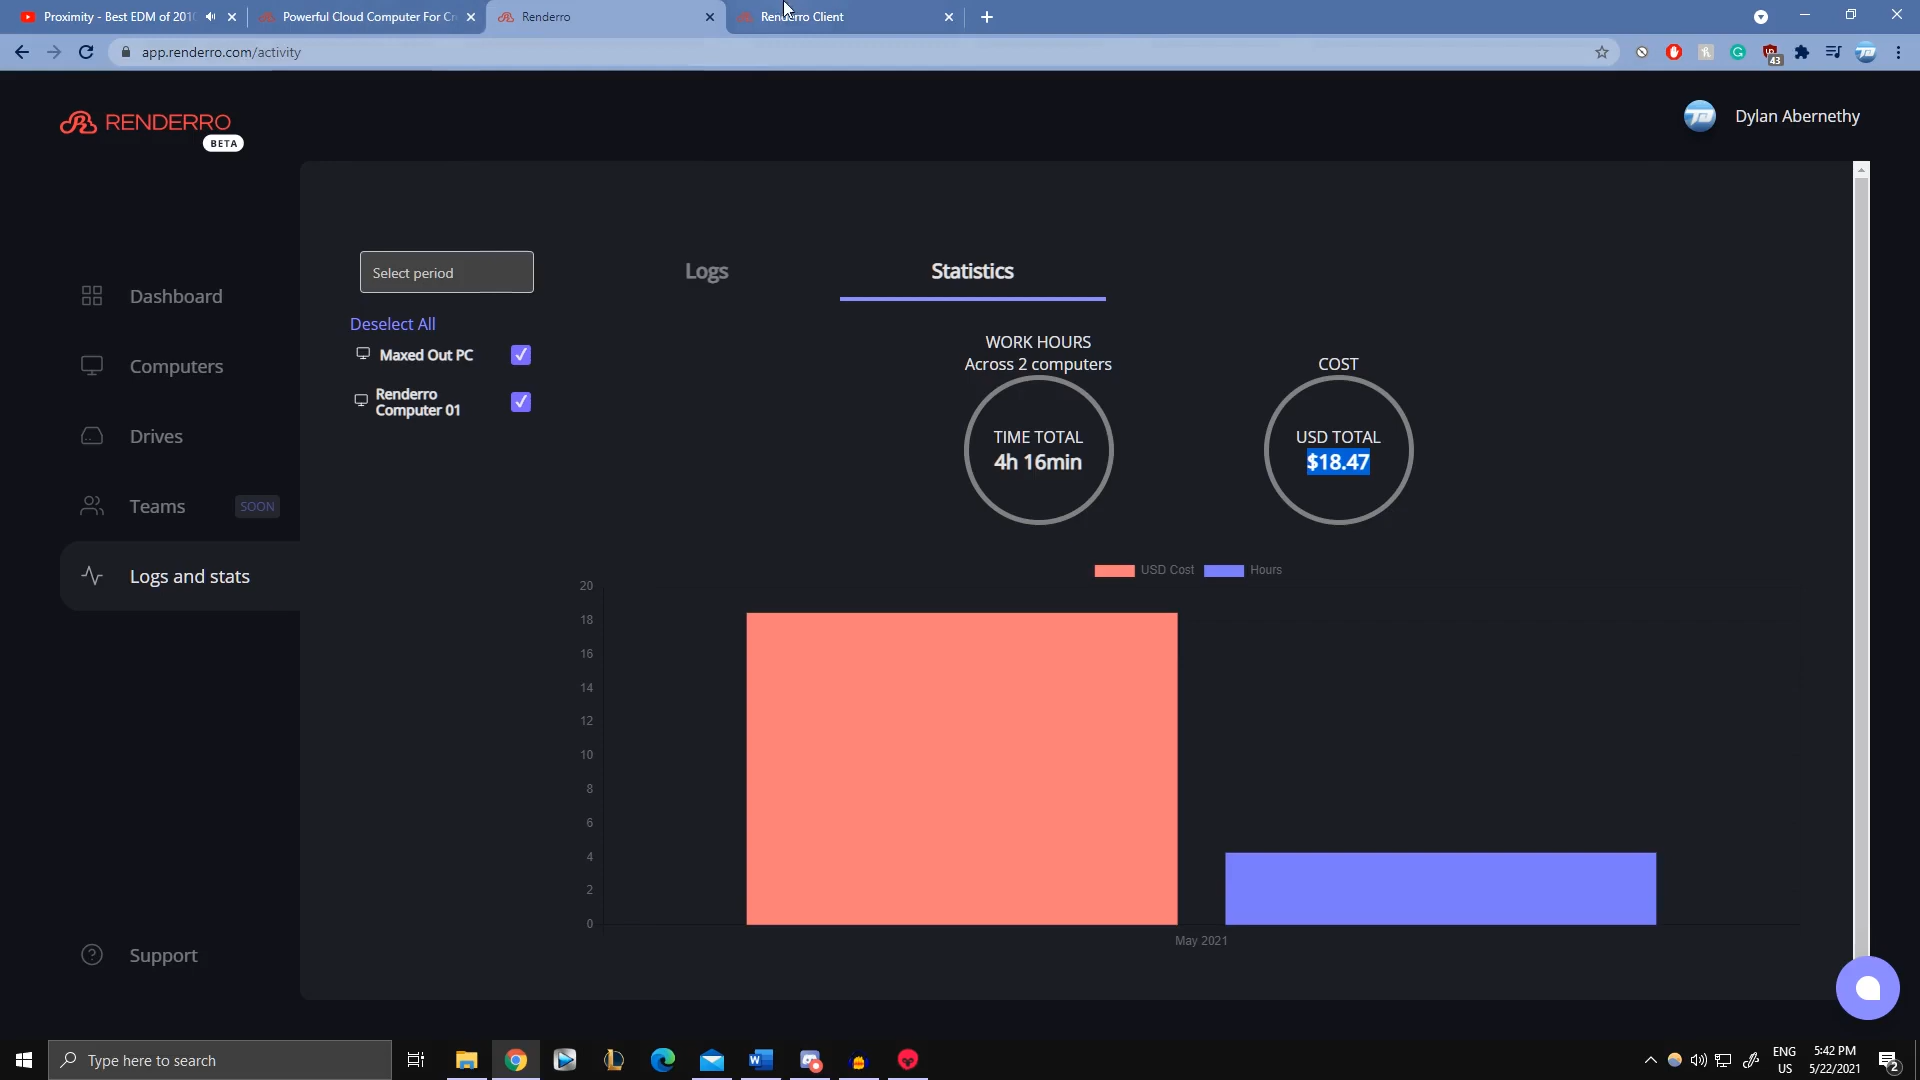 Proximity - Best EDM of 201
Powerful Cloud Computer For Cr
Renderro
Renderro Client
app.renderro.com/activity
43
RENDERRO
BETA
Dylan Abernethy
Select period
Logs
Statistics
Deselect All
Maxed Out PC
Renderro
Computer 01
Dashboard
Computers
Drives
Teams
SOON
Logs and stats
Support
WORK HOURS
Across 2 computers
TIME TOTAL
4h 16min
COST
USD TOTAL
$18.47
USD Cost
Hours
20
18
16
14
12
10
8
6
4
2
0
May 2021
Type here to search
ENG
US
5:42 PM
5/22/2021
2